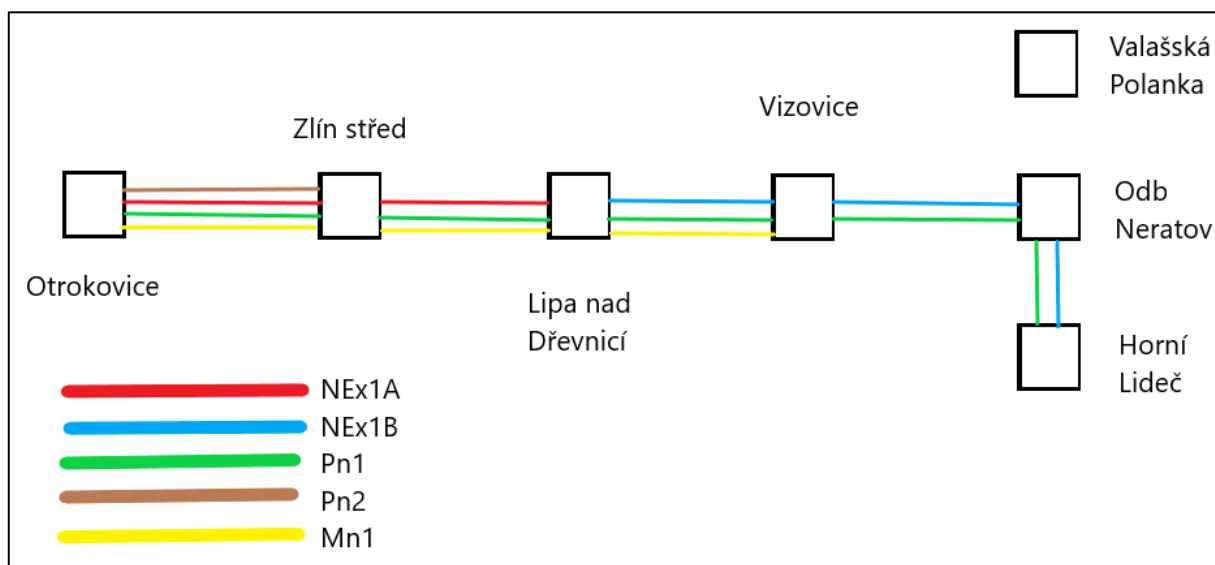 Valašská
Polanka
Vizovice
Zlín střed
Odb
Neratov
Otrokovice
Lipa nad
Dřevnicí
Horní
Lideč
NEx1A
NEx1B
Pn1
Pn2
Mn1